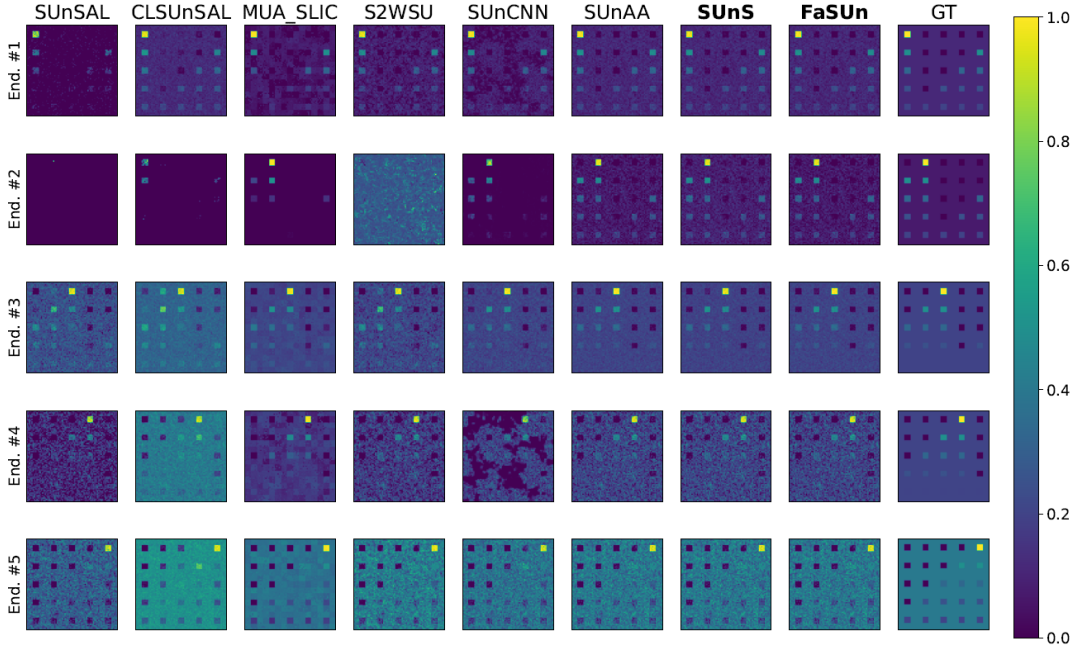 SUnSAL CLSUnSAL MUA_SLIC S2WSU SUnCNN SUnAA SUnS FaSUn GT
1.0
End. #1
0.8
End. #2
0.6
End. #3
0.4
End. #4
0.2
End. #5
0.0